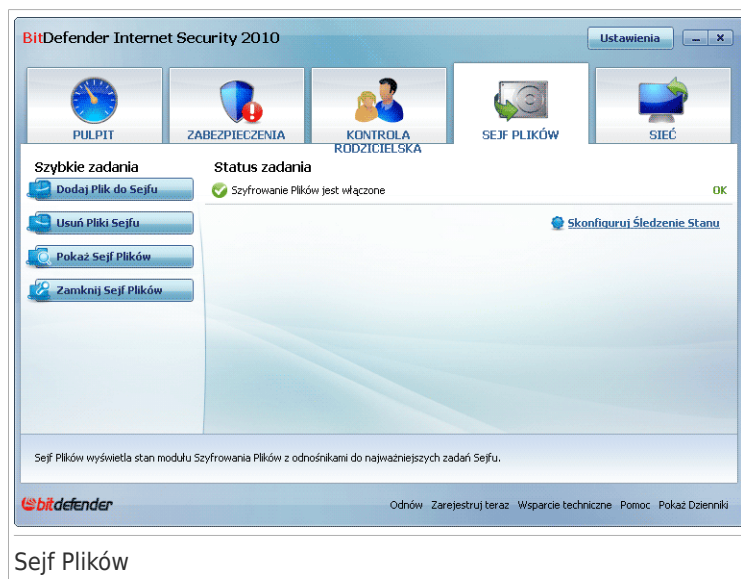 BitDefender Internet Security 2010
Ustawienia
PULPIT
ZABEZPIECZENIA
KONTROLA
RODZICIELSKA
SEJF PLIKÓW
SIEĆ
Szybkie zadania
Dodaj Plik do Sejfu
Usuń Pliki Sejfu
Pokaż Sejf Plików
Zamknij Sejf Plików
Status zadania
Szyfrowanie Plików jest włączone OK
Skonfiguruj Śledzenie Stanu
Sejf Plików wyświetla stan modułu Szyfrowania Plików z odnośnikami do najważniejszych zadań Sejfu.
bitdefender
Odnów Zarejestruj teraz Wsparcie techniczne Pomoc Pokaż Dzienniki
Sejf Plików